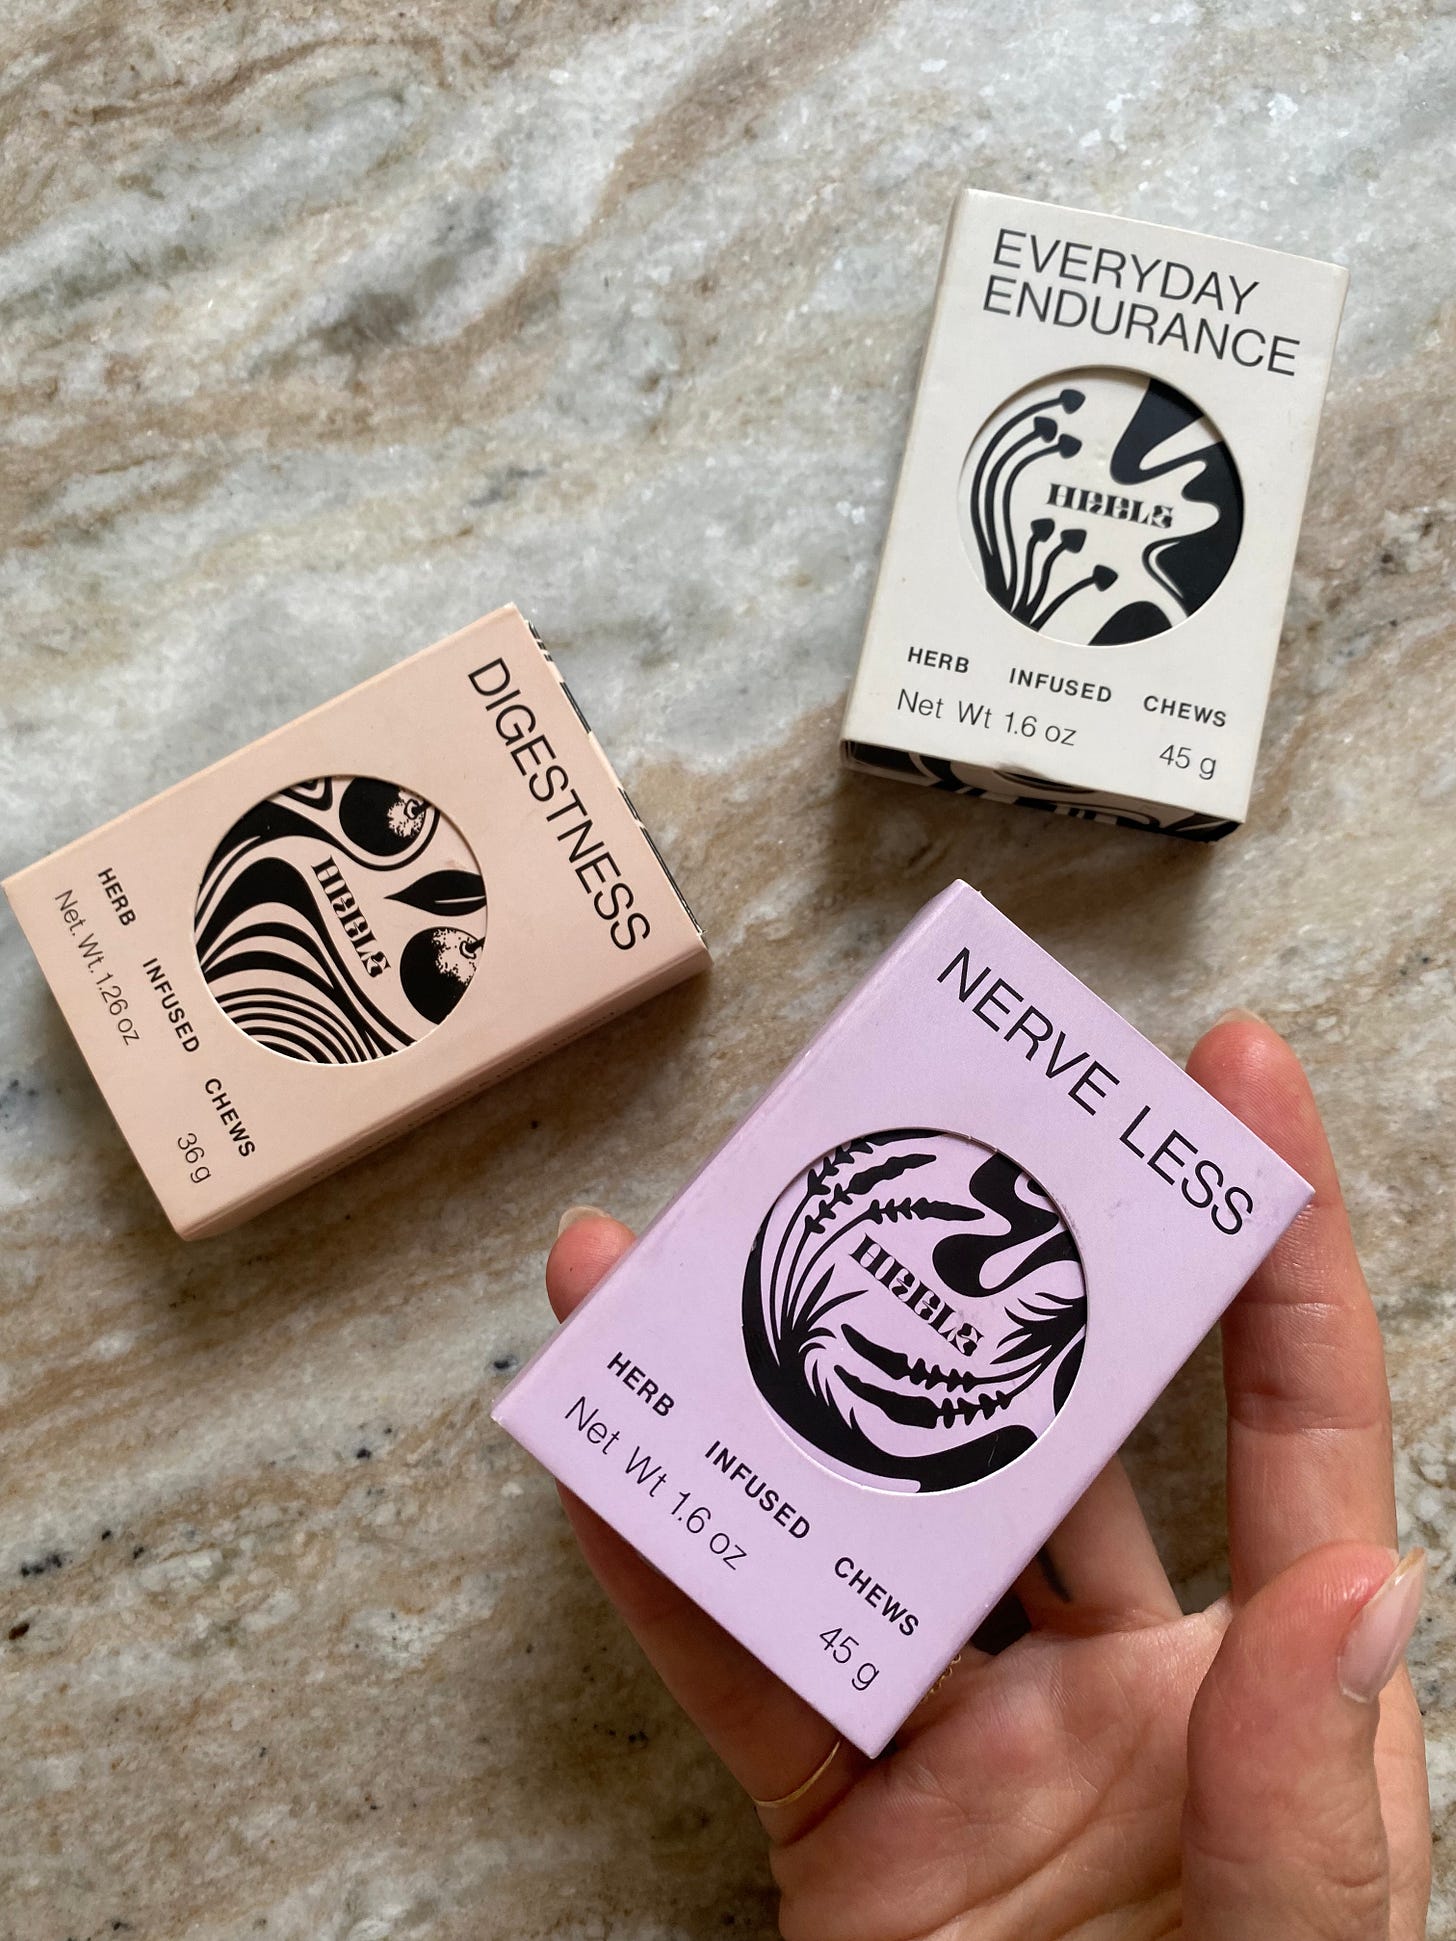 EVERYDAY
ENDURANCE
HRBLS
HERB INFUSED CHEWS
Net Wt 1.6 oz 45 g
DIGESTNESS
HRBLS
HERB INFUSED CHEWS
Net. Wt. 1.26 oz 36 g
NERVE LESS
HRBLS
HERB INFUSED CHEWS
Net Wt 1.6 oz 45 g